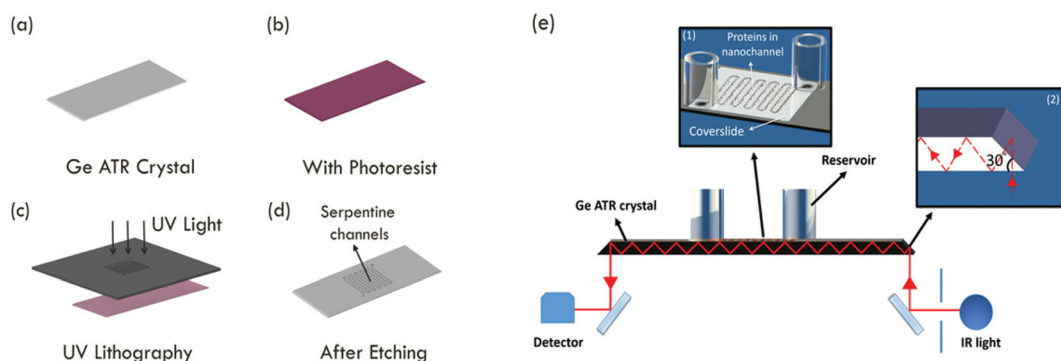 (a)
Ge ATR Crystal
(b)
With Photoresist
(c)
UV Light
UV Lithography
(d)
Serpentine
channels
After Etching
(e)
(1)
Proteins in
nanochannel
Coverslide
(2)
30°
Reservoir
Ge ATR crystal
Detector
IR light